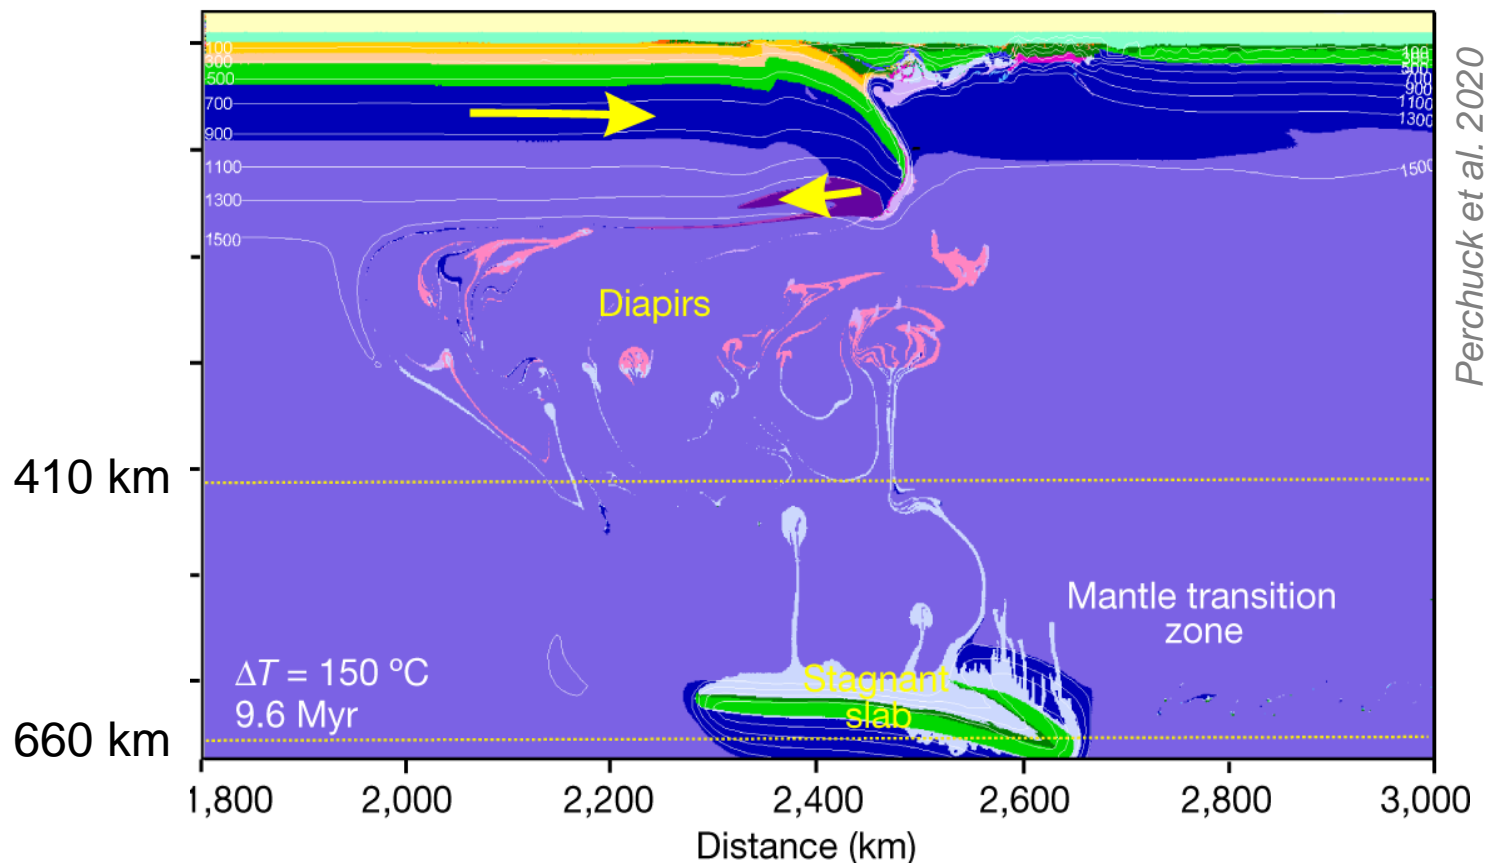 100
300
500
700
900
1100
1300
1500
100
700
900
1100
1300
1500
Perchuck et al. 2020
Diapirs
410 km
Mantle transition
zone
ΔT = 150 ºC
9.6 Myr
Stagnant
slab
660 km
1,800 2,000 2,200 2,400 2,600 2,800 3,000
Distance (km)